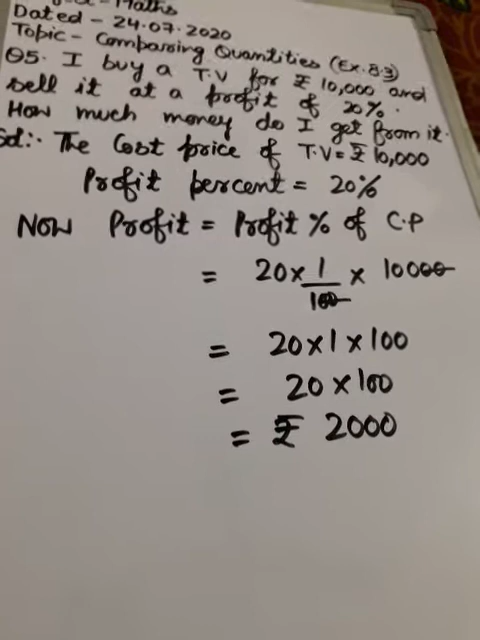 Maths
Dated - 24.07.2020
Topic - Comparing Quantities (Ex. 8.3)
Q5. I buy a T.V for ₹ 10,000 and
sell it at a profit of 20%.
How much money do I get from it.
Sol:- The Cost price of T.V = ₹ 10,000
Profit percent = 20%
Now Profit = Profit % of C.P
= 20 × 1/100 × 10000
= 20 × 1 × 100
= 20 × 100
= ₹ 2000